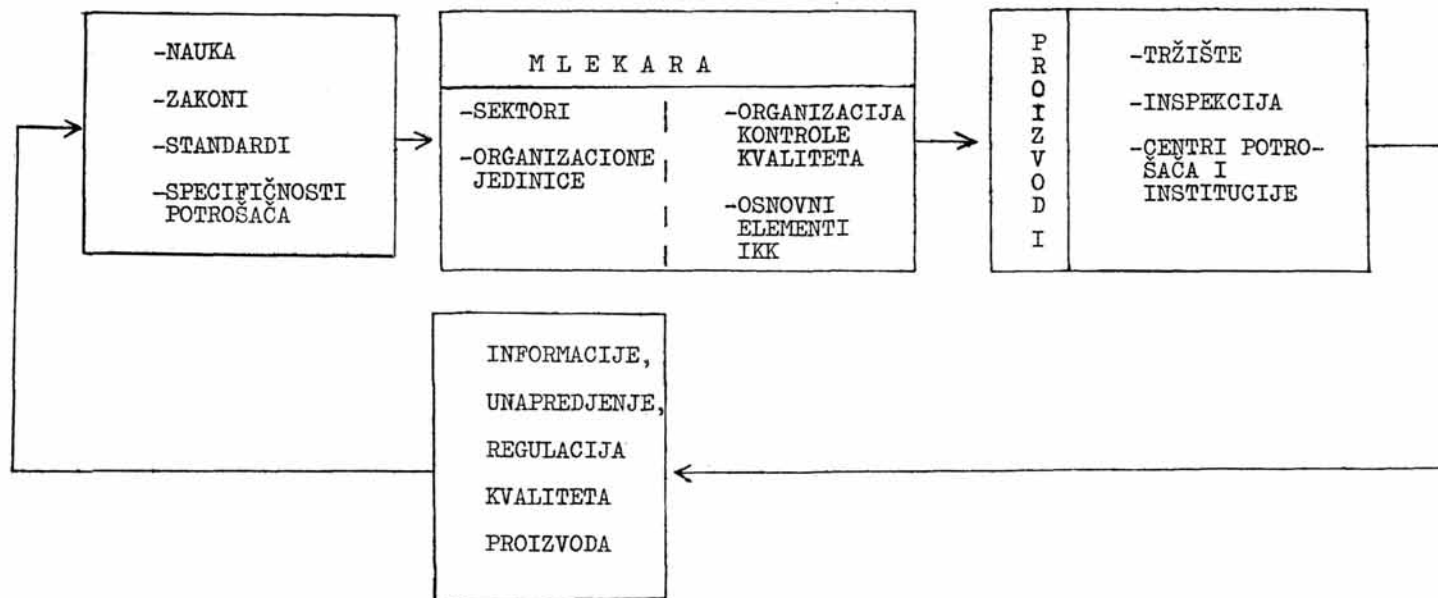 -NAUKA
-ZAKONI
-STANDARDI
-SPECIFIČNOSTI
POTROŠAČA
M L E K A R A
-SEKTORI
-ORGANIZACIONE
JEDINICE
-ORGANIZACIJA
KONTROLE
KVALITETA
-OSNOVNI
ELEMENTI
IKK
P
R
O
I
Z
V
O
D
I
-TRŽIŠTE
-INSPEKCIJA
-CENTRI POTRO-
ŠAČA I
INSTITUCIJE
INFORMACIJE,
UNAPREDJENJE,
REGULACIJA
KVALITETA
PROIZVODA